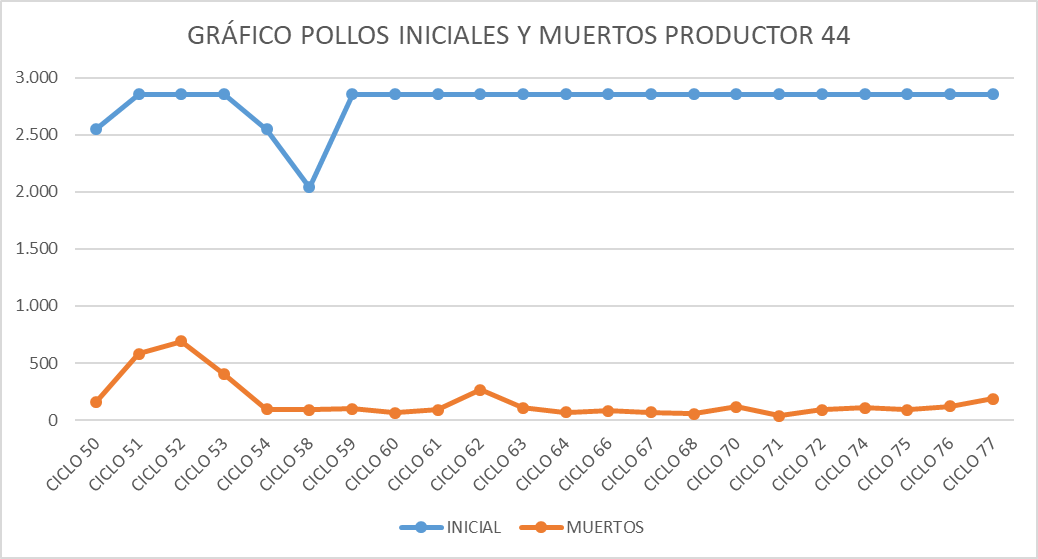 GRÁFICO POLLOS INICIALES Y MUERTOS PRODUCTOR 44
3.000
2.500
2.000
1.500
1.000
500
0
CICLO 50
CICLO 51
CICLO 52
CICLO 53
CICLO 54
CICLO 58
CICLO 59
CICLO 60
CICLO 61
CICLO 62
CICLO 63
CICLO 64
CICLO 66
CICLO 67
CICLO 68
CICLO 70
CICLO 71
CICLO 72
CICLO 74
CICLO 75
CICLO 76
CICLO 77
INICIAL MUERTOS